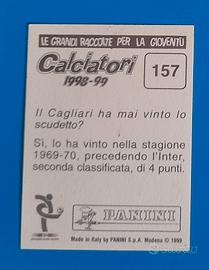 LE GRANDI RACCOLTE PER LA GIOVENTÙ
Calciatori
1998-99
157
Il Cagliari ha mai vinto lo
scudetto?
Sì, lo ha vinto nella stagione
1969-70, precedendo l'Inter,
seconda classificata, di 4 punti.
PANINI
Made in Italy by PANINI S.p.A. Modena © 1999